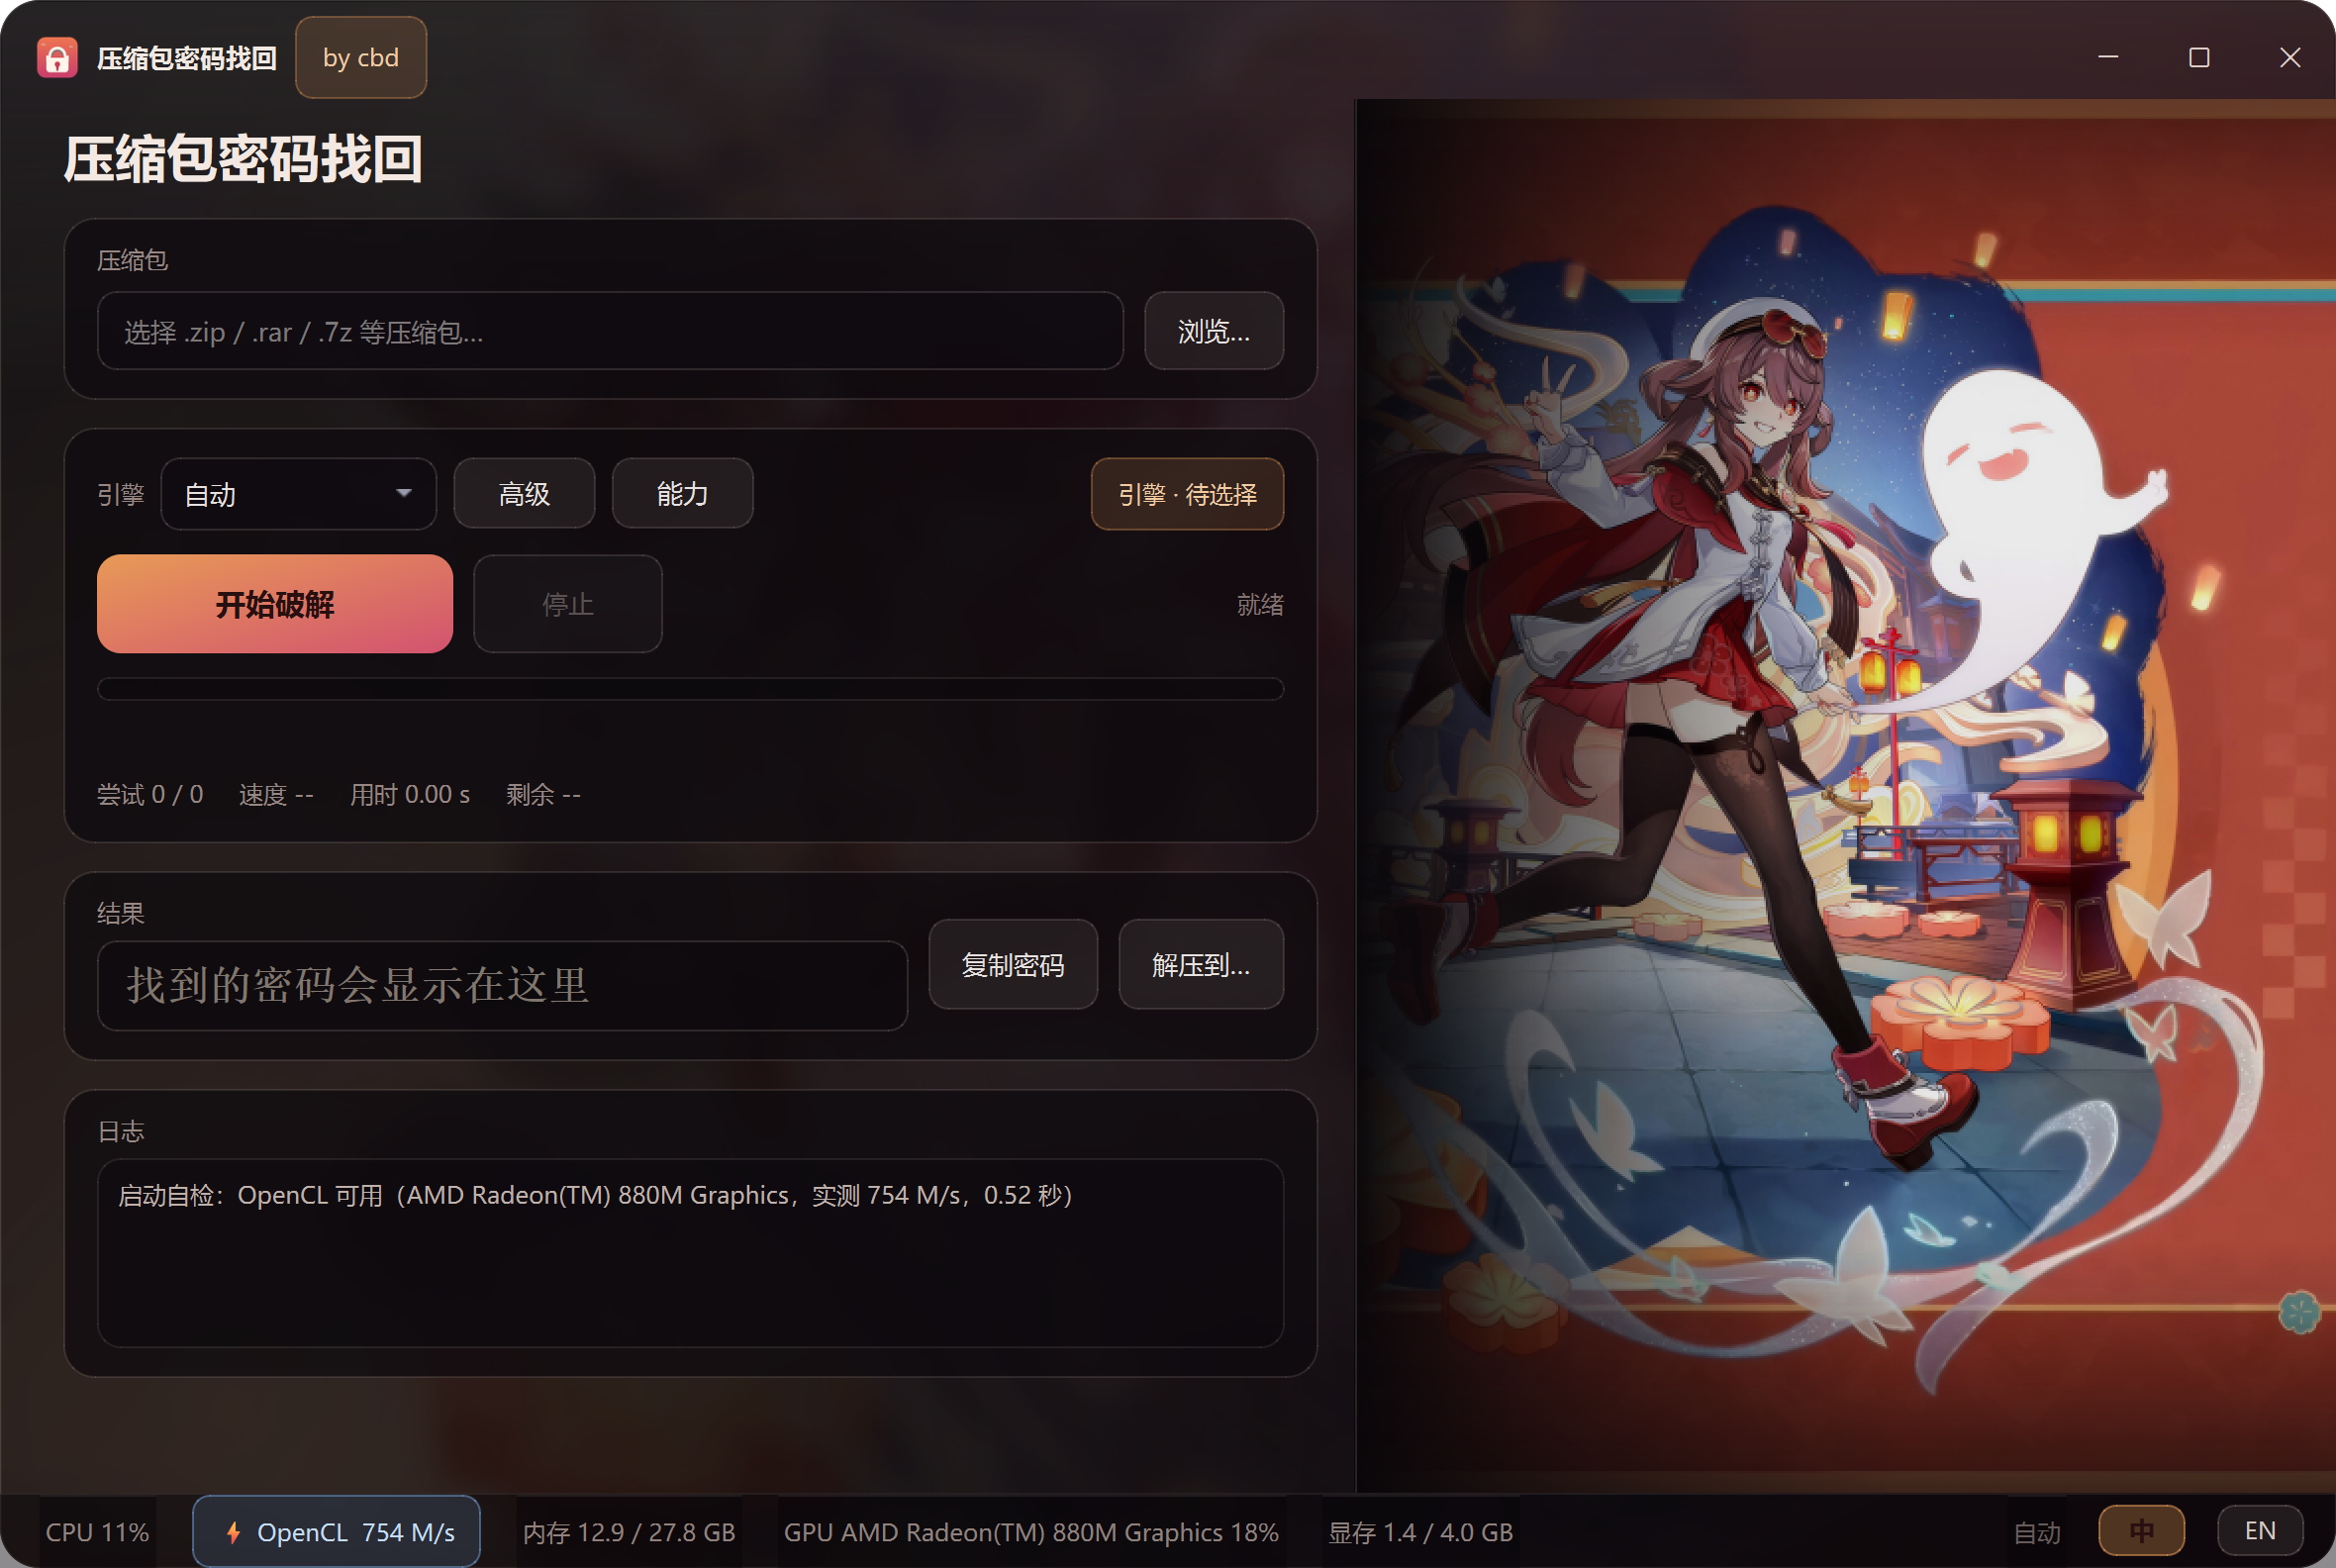 压缩包密码找回 by cbd
压缩包密码找回
压缩包
选择 .zip / .rar / .7z 等压缩包... 浏览...
引擎 自动 高级 能力 引擎 · 待选择
开始破解 停止 就绪
尝试 0 / 0 速度 -- 用时 0.00 s 剩余 --
结果
找到的密码会显示在这里 复制密码 解压到...
日志
启动自检：OpenCL 可用（AMD Radeon(TM) 880M Graphics，实测 754 M/s，0.52 秒）
CPU 11% OpenCL 754 M/s 内存 12.9 / 27.8 GB GPU AMD Radeon(TM) 880M Graphics 18% 显存 1.4 / 4.0 GB 自动 中 EN